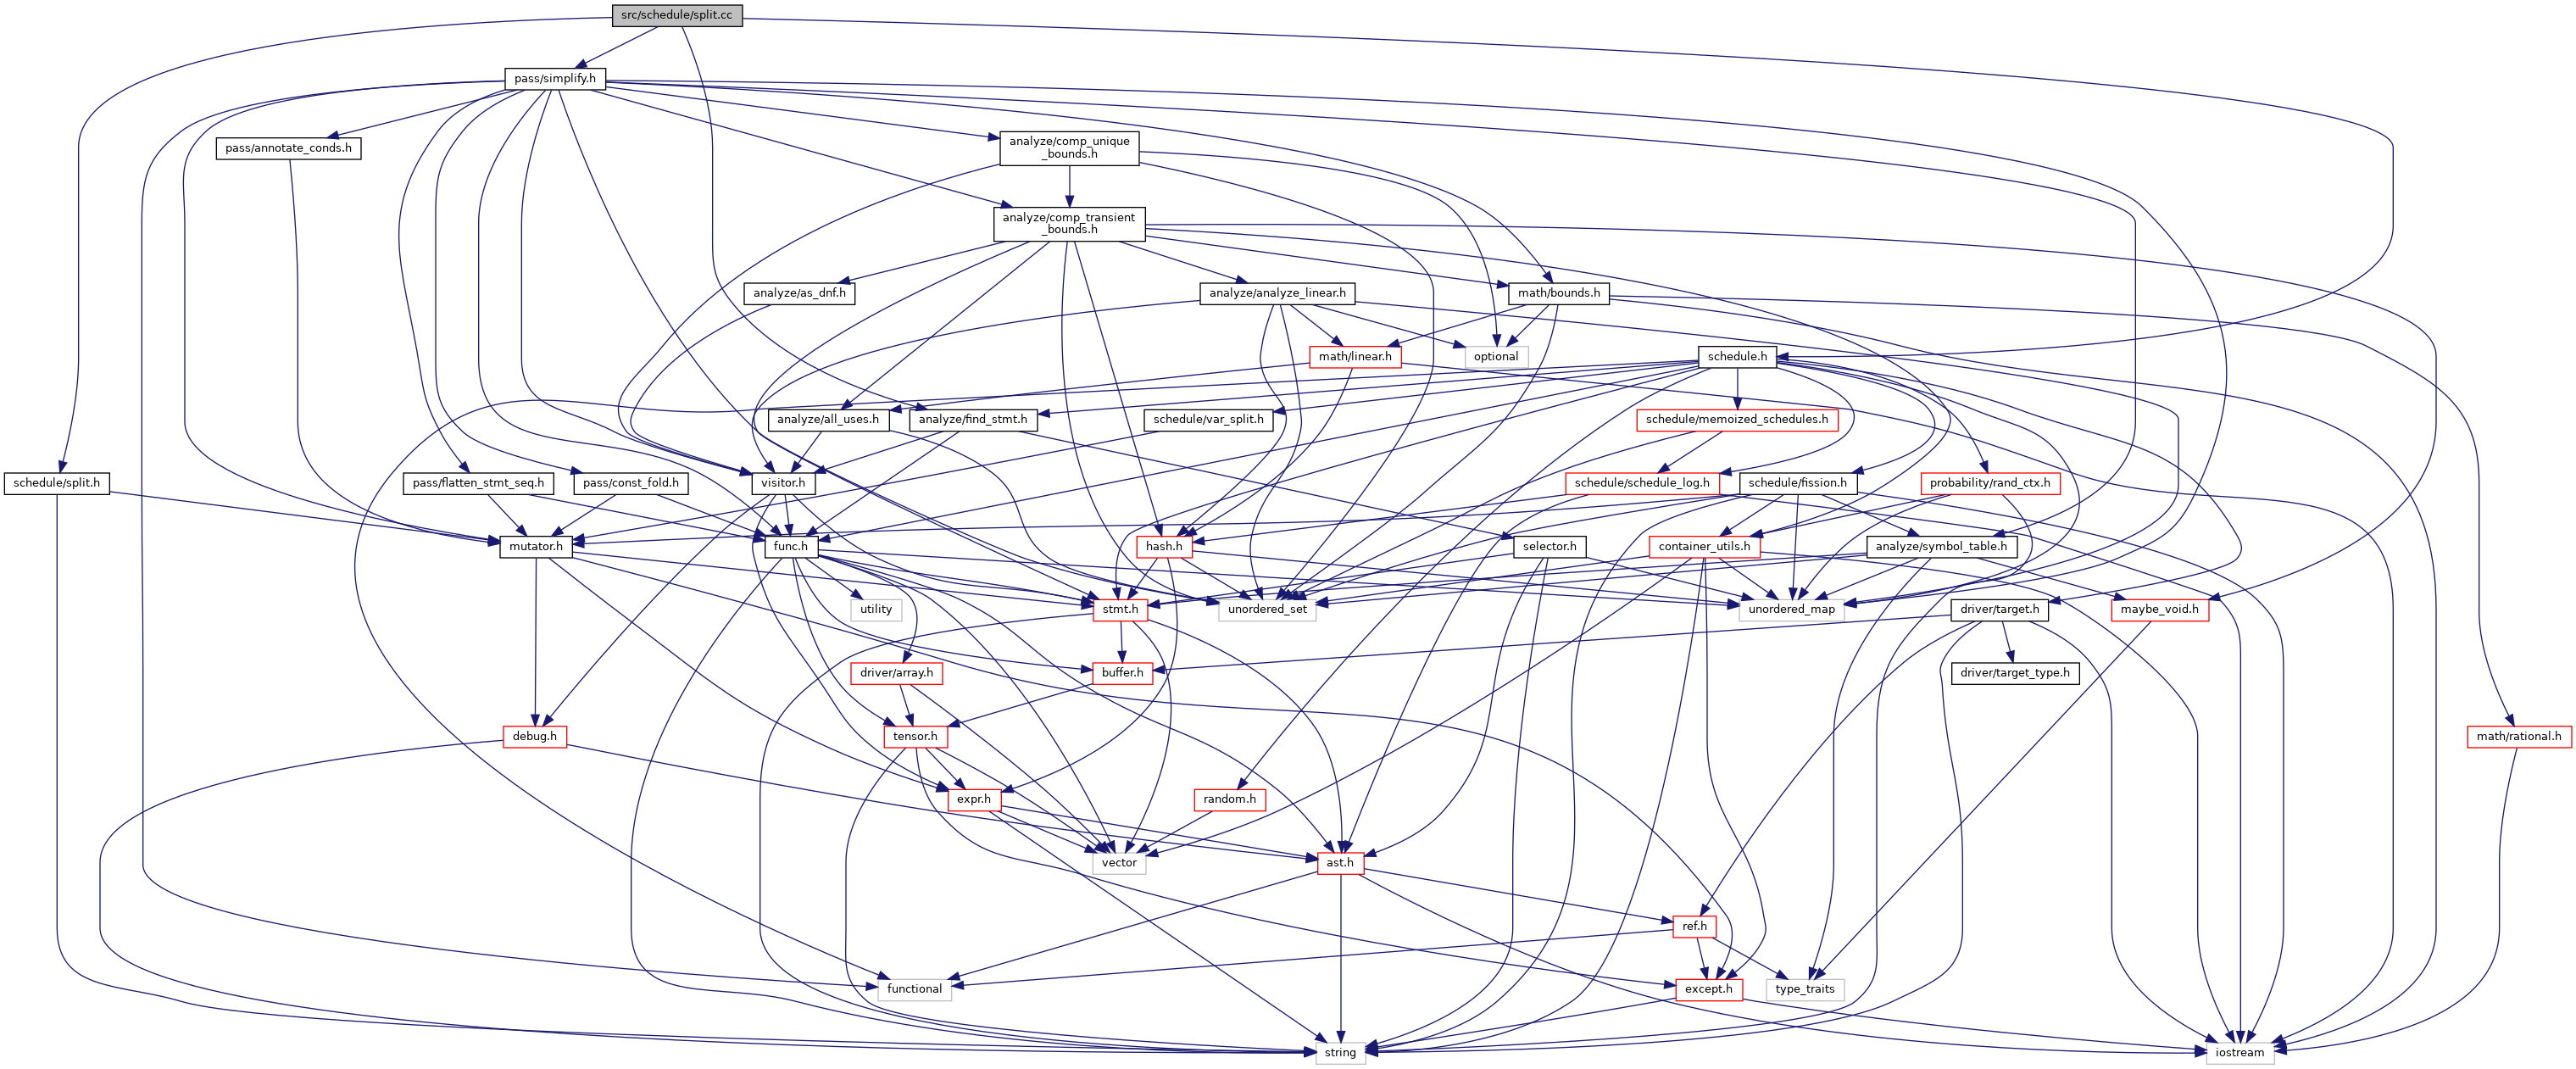 src/schedule/split.cc
pass/simplify.h
pass/annotate_conds.h
analyze/comp_unique
_bounds.h
analyze/comp_transient
_bounds.h
analyze/as_dnf.h
analyze/analyze_linear.h
math/bounds.h
math/linear.h
optional
schedule.h
analyze/all_uses.h
analyze/find_stmt.h
schedule/var_split.h
schedule/memoized_schedules.h
schedule/split.h
pass/flatten_stmt_seq.h
pass/const_fold.h
visitor.h
schedule/schedule_log.h
schedule/fission.h
probability/rand_ctx.h
mutator.h
func.h
hash.h
selector.h
container_utils.h
analyze/symbol_table.h
utility
stmt.h
unordered_set
unordered_map
driver/target.h
maybe_void.h
driver/array.h
buffer.h
driver/target_type.h
debug.h
tensor.h
math/rational.h
expr.h
random.h
vector
ast.h
ref.h
functional
except.h
type_traits
string
iostream